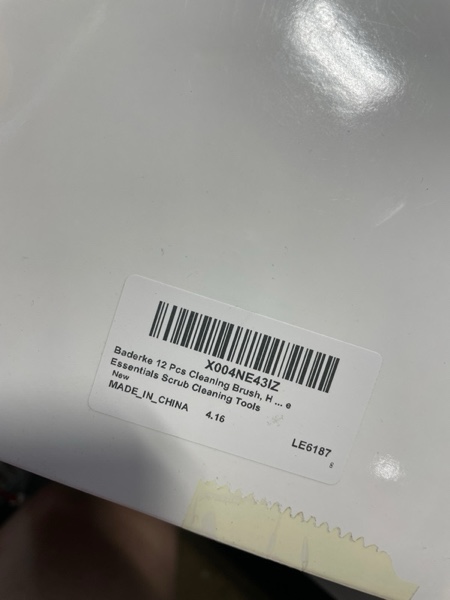 X004NE43IZ
Baderke 12 Pcs Cleaning Brush, H ... e
Essentials Scrub Cleaning Tools
New
MADE_IN_CHINA 4.16
LE6187